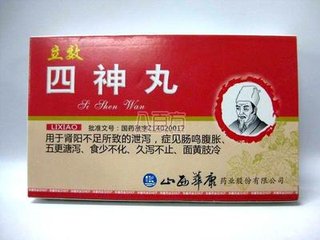 立效
四神丸
Si Shen Wan
LIXIAO
批准文号：国药准字Z14020017
用于肾阳不足所致的泄泻，症见肠鸣腹胀、
五更溏泻、食少不化、久泻不止、面黄肢冷
山西华康药业股份有限公司